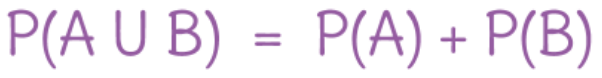 P(A U B) = P(A) + P(B)